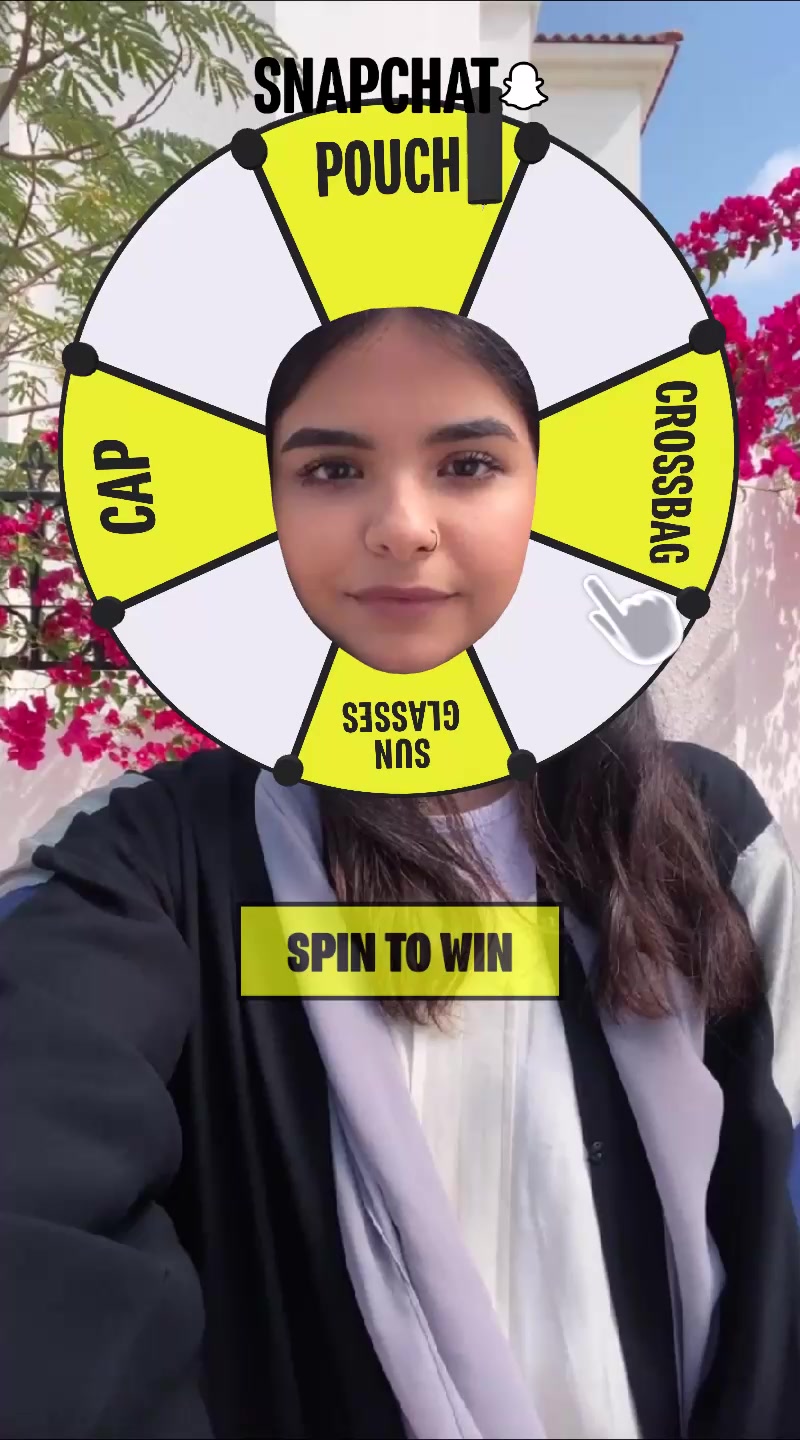 SNAPCHAT
POUCH
CROSSBAG
CAP
SUN
GLASSES
SPIN TO WIN